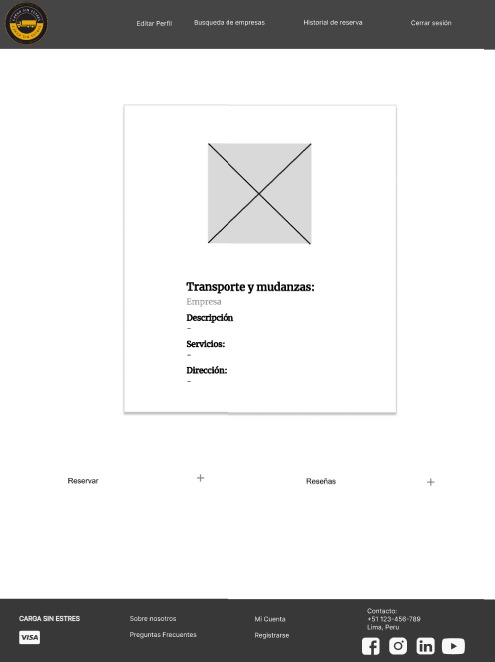 Editar Perfil
Busqueda de empresas
Historial de reserva
Cerrar sesión
Transporte y mudanzas:
Empresa
Descripción
-
Servicios:
-
Dirección:
-
Reservar +
Reseñas +
CARGA SIN ESTRES
VISA
Sobre nosotros
Preguntas Frecuentes
Mi Cuenta
Registrarse
Contacto:
+51 123-456-789
Lima, Peru